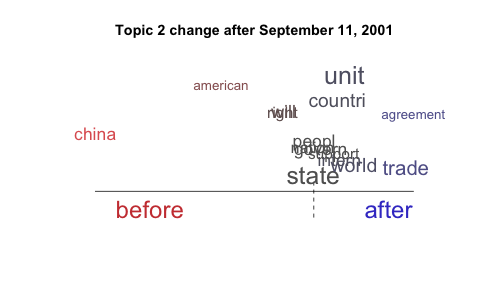 Topic 2 change after September 11, 2001
unit
american
countri
right will
agreement
china
peopl
govern
support
intern
world trade
state
before after